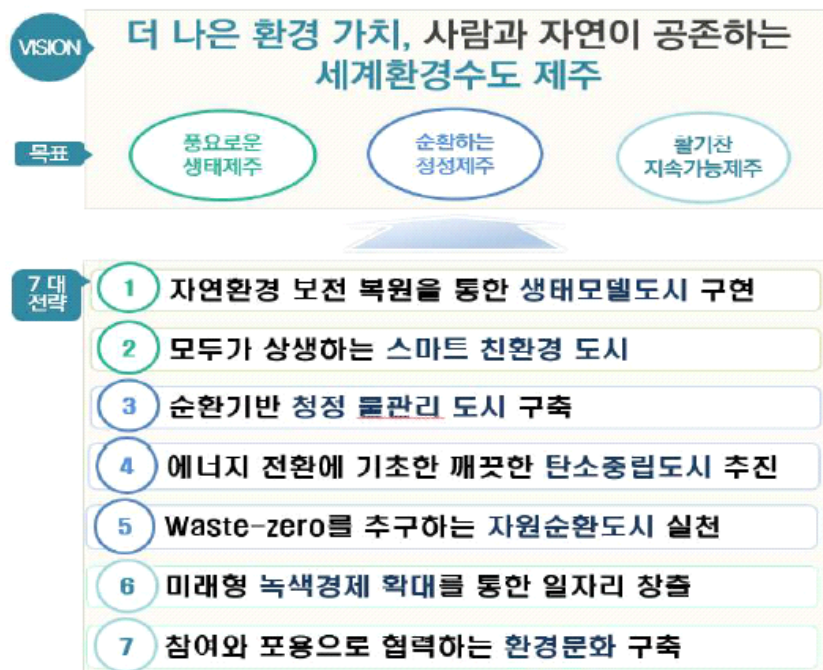 VISION
더 나은 환경 가치, 사람과 자연이 공존하는
세계환경수도 제주
목표
풍요로운
생태제주
순환하는
청정제주
활기찬
지속가능제주
7 대
전략
1 자연환경 보전 복원을 통한 생태모델도시 구현
2 모두가 상생하는 스마트 친환경 도시
3 순환기반 청정 물관리 도시 구축
4 에너지 전환에 기초한 깨끗한 탄소중립도시 추진
5 Waste-zero를 추구하는 자원순환도시 실천
6 미래형 녹색경제 확대를 통한 일자리 창출
7 참여와 포용으로 협력하는 환경문화 구축